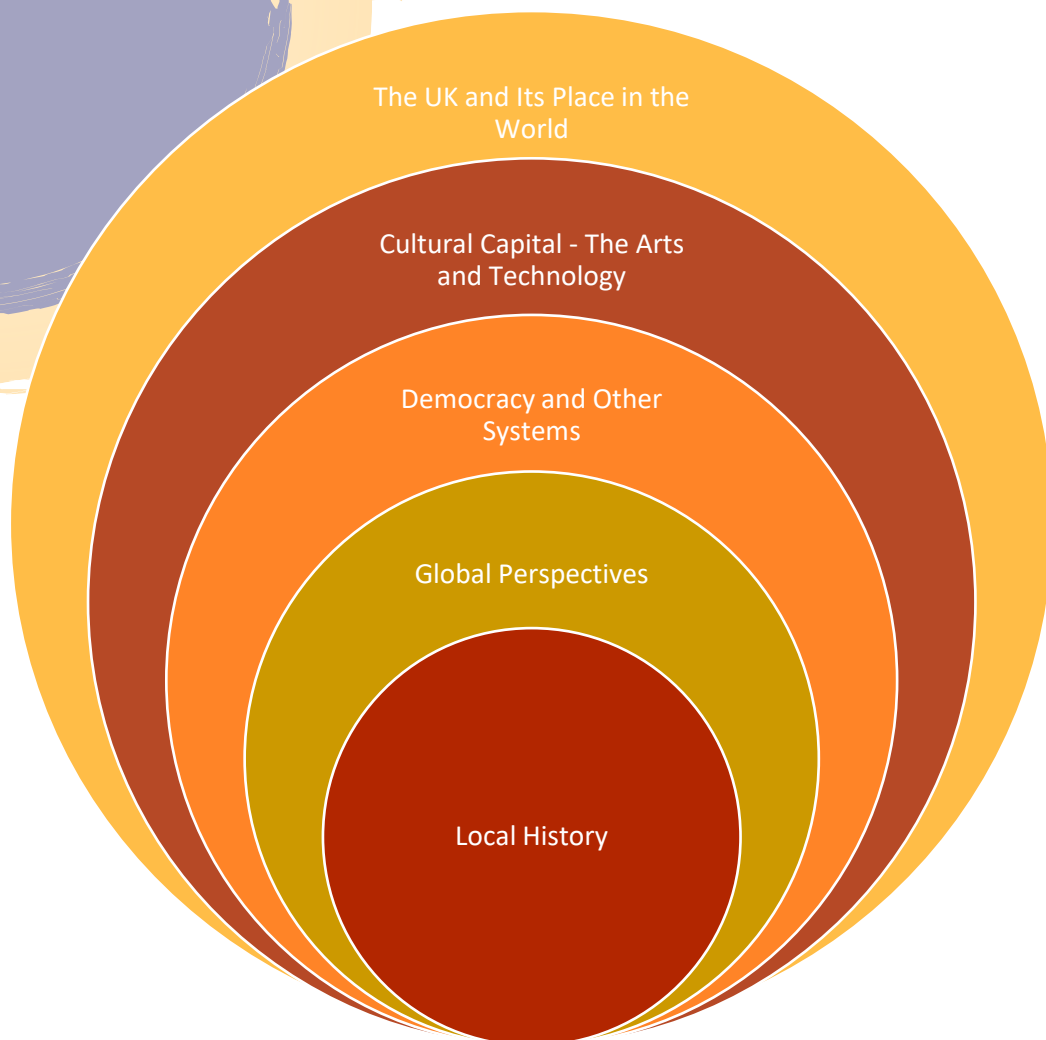 The UK and Its Place in the
World
Cultural Capital - The Arts
and Technology
Democracy and Other
Systems
Global Perspectives
Local History